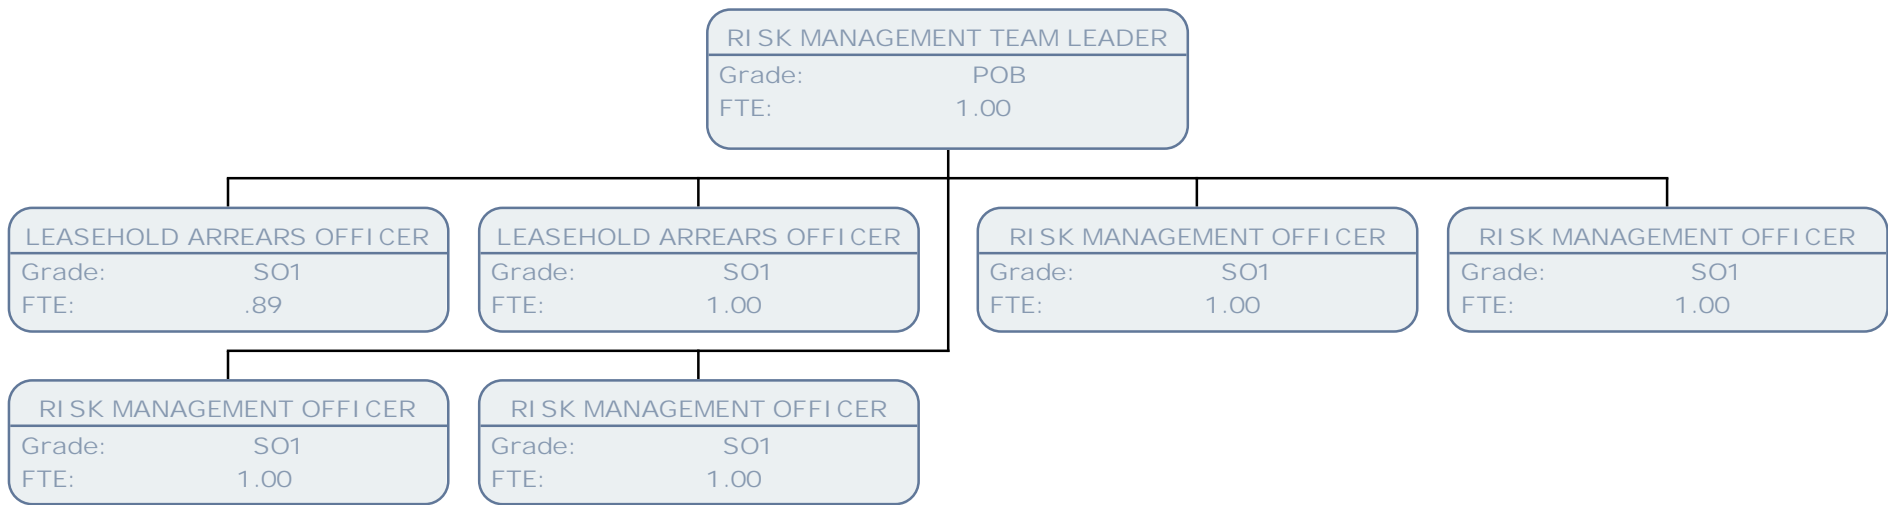 RISK MANAGEMENT TEAM LEADER
Grade: POB
FTE: 1.00
LEASEHOLD ARREARS OFFICER
Grade: SO1
FTE: .89
LEASEHOLD ARREARS OFFICER
Grade: SO1
FTE: 1.00
RISK MANAGEMENT OFFICER
Grade: SO1
FTE: 1.00
RISK MANAGEMENT OFFICER
Grade: SO1
FTE: 1.00
RISK MANAGEMENT OFFICER
Grade: SO1
FTE: 1.00
RISK MANAGEMENT OFFICER
Grade: SO1
FTE: 1.00